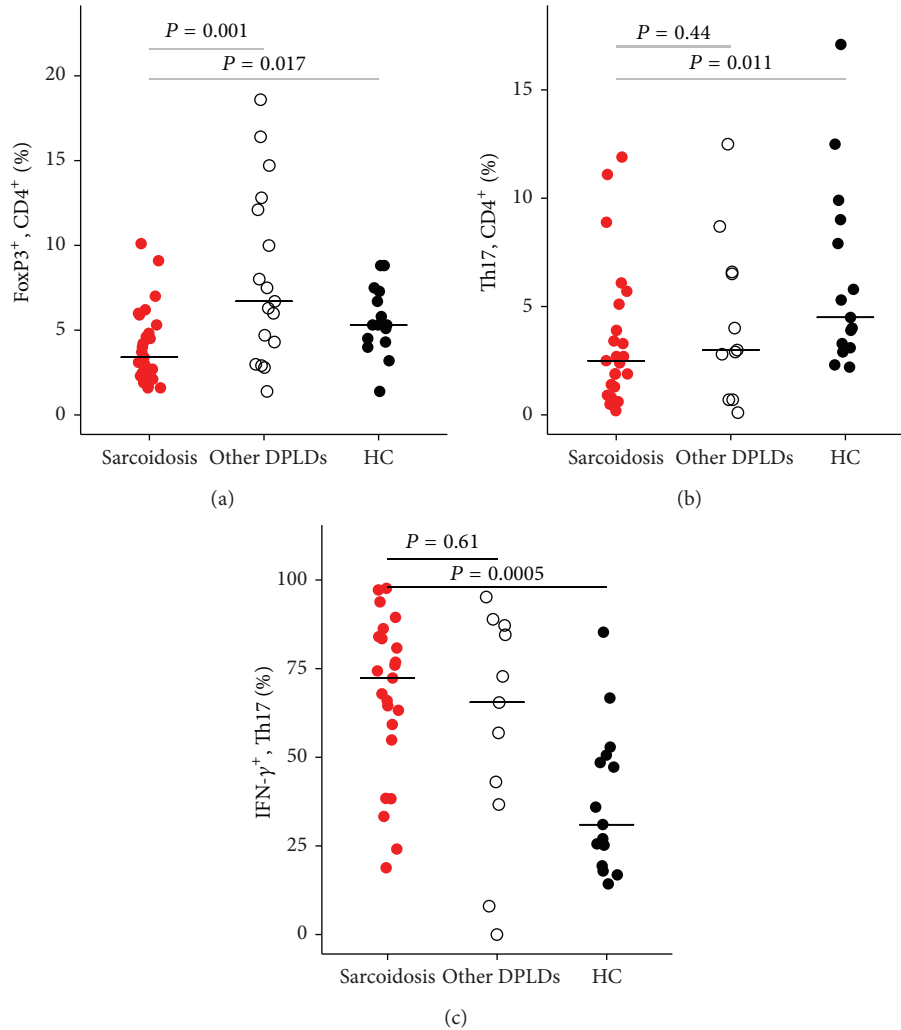 P = 0.001
P = 0.017
20
15
10
5
0
FoxP3⁺, CD4⁺ (%)
Sarcoidosis Other DPLDs HC
(a)
P = 0.44
P = 0.011
15
10
5
0
Th17, CD4⁺ (%)
Sarcoidosis Other DPLDs HC
(b)
P = 0.61
P = 0.0005
100
75
50
25
0
IFN-γ⁺, Th17 (%)
Sarcoidosis Other DPLDs HC
(c)